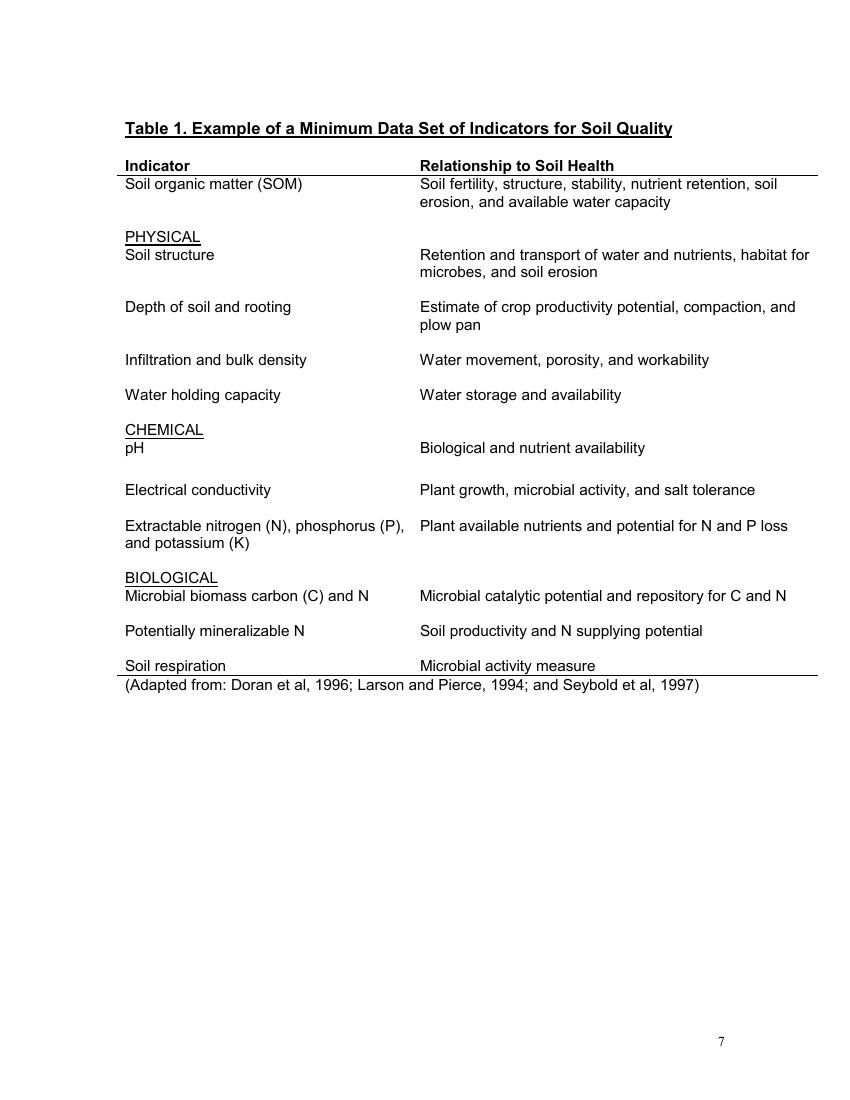 Table 1. Example of a Minimum Data Set of Indicators for Soil Quality
Indicator Relationship to Soil Health
Soil organic matter (SOM) Soil fertility, structure, stability, nutrient retention, soil
erosion, and available water capacity
PHYSICAL
Soil structure Retention and transport of water and nutrients, habitat for
microbes, and soil erosion
Depth of soil and rooting Estimate of crop productivity potential, compaction, and
plow pan
Infiltration and bulk density Water movement, porosity, and workability
Water holding capacity Water storage and availability
CHEMICAL
pH Biological and nutrient availability
Electrical conductivity Plant growth, microbial activity, and salt tolerance
Extractable nitrogen (N), phosphorus (P), Plant available nutrients and potential for N and P loss
and potassium (K)
BIOLOGICAL
Microbial biomass carbon (C) and N Microbial catalytic potential and repository for C and N
Potentially mineralizable N Soil productivity and N supplying potential
Soil respiration Microbial activity measure
(Adapted from: Doran et al, 1996; Larson and Pierce, 1994; and Seybold et al, 1997)
7